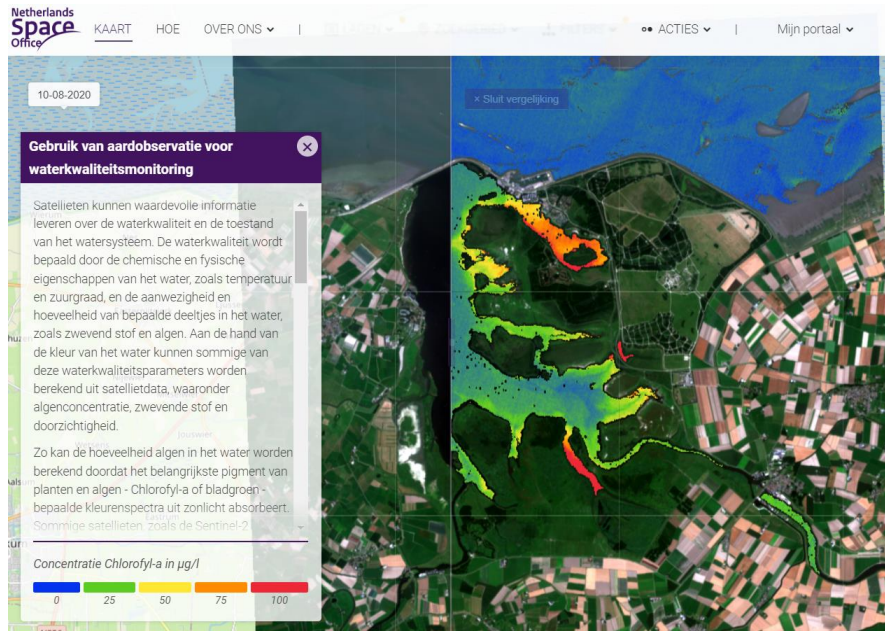 Netherlands
Space
Office
KAART HOE OVER ONS | ACTIES | Mijn portaal
10-08-2020
× Sluit vergelijking
Gebruik van aardobservatie voor
waterkwaliteitsmonitoring
Satellieten kunnen waardevolle informatie
leveren over de waterkwaliteit en de toestand
van het watersysteem. De waterkwaliteit wordt
bepaald door de chemische en fysische
eigenschappen van het water, zoals temperatuur
en zuurgraad, en de aanwezigheid en
hoeveelheid van bepaalde deeltjes in het water,
zoals zwevend stof en algen. Aan de hand van
de kleur van het water kunnen sommige van
deze waterkwaliteitsparameters worden
berekend uit satellietdata, waaronder
algenconcentratie, zwevende stof en
doorzichtigheid.
Zo kan de hoeveelheid algen in het water worden
berekend doordat het belangrijkste pigment van
planten en algen - Chlorofyl-a of bladgroen -
bepaalde kleurenspectra uit zonlicht absorbeert.
Sommige satellieten, zoals de Sentinel-2
Concentratie Chlorofyl-a in µg/l
0 25 50 75 100